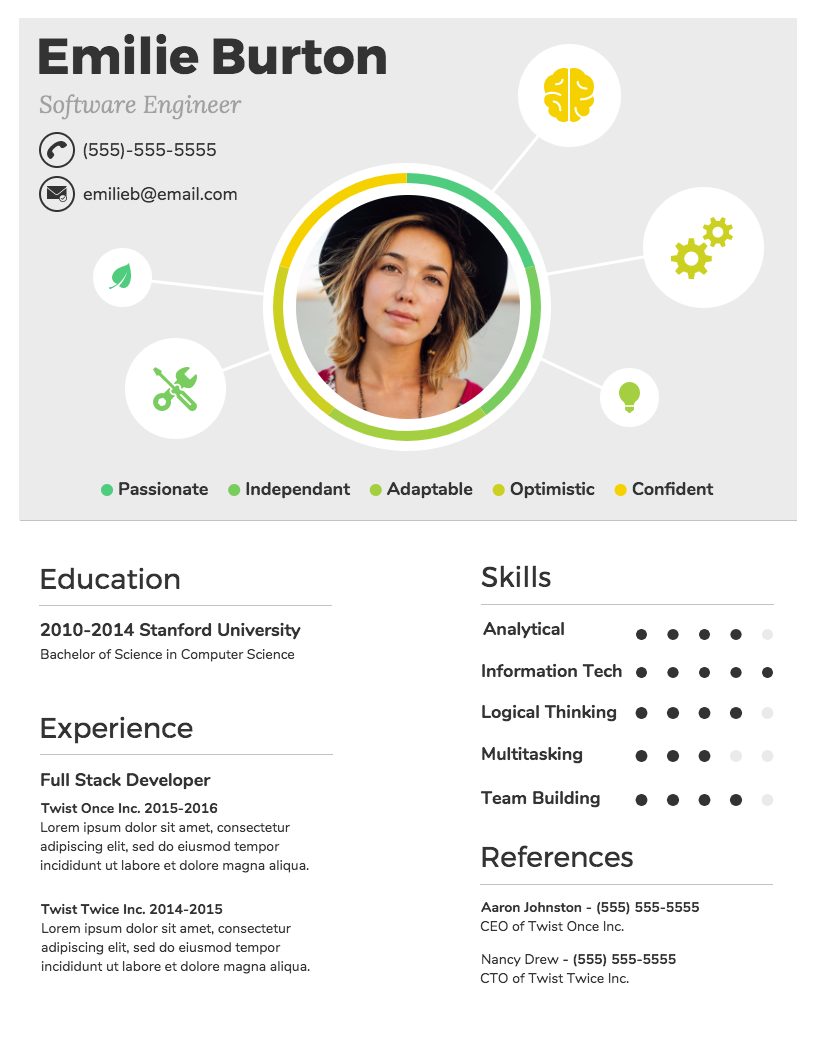 Emilie Burton
Software Engineer
(555)-555-5555
emilieb@email.com
Passionate Independant Adaptable Optimistic Confident
Education
2010-2014 Stanford University
Bachelor of Science in Computer Science
Experience
Full Stack Developer
Twist Once Inc. 2015-2016
Lorem ipsum dolor sit amet, consectetur
adipiscing elit, sed do eiusmod tempor
incididunt ut labore et dolore magna aliqua.
Twist Twice Inc. 2014-2015
Lorem ipsum dolor sit amet, consectetur
adipiscing elit, sed do eiusmod tempor
incididunt ut labore et dolore magna aliqua.
Skills
Analytical
Information Tech
Logical Thinking
Multitasking
Team Building
References
Aaron Johnston - (555) 555-5555
CEO of Twist Once Inc.
Nancy Drew - (555) 555-5555
CTO of Twist Twice Inc.